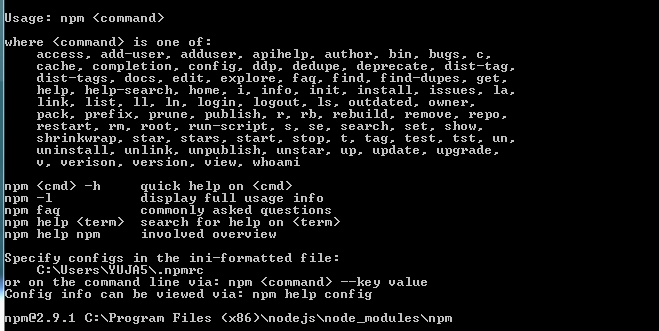 Usage: npm <command>
where <command> is one of:
access, add-user, adduser, apihelp, author, bin, bugs, c,
cache, completion, config, ddp, dedupe, deprecate, dist-tag,
dist-tags, docs, edit, explore, faq, find, find-dupes, get,
help, help-search, home, i, info, init, install, issues, la,
link, list, ll, ln, login, logout, ls, outdated, owner,
pack, prefix, prune, publish, r, rb, rebuild, remove, repo,
restart, rm, root, run-script, s, se, search, set, show,
shrinkwrap, star, stars, start, stop, t, tag, test, tst, un,
uninstall, unlink, unpublish, unstar, up, update, upgrade,
v, verison, version, view, whoami
npm <cmd> -h     quick help on <cmd>
npm -l           display full usage info
npm faq          commonly asked questions
npm help <term>  search for help on <term>
npm help npm     involved overview
Specify configs in the ini-formatted file:
C:\Users\YUJA5\.npmrc
or on the command line via: npm <command> --key value
Config info can be viewed via: npm help config
npm@2.9.1 C:\Program Files (x86)\nodejs\node_modules\npm